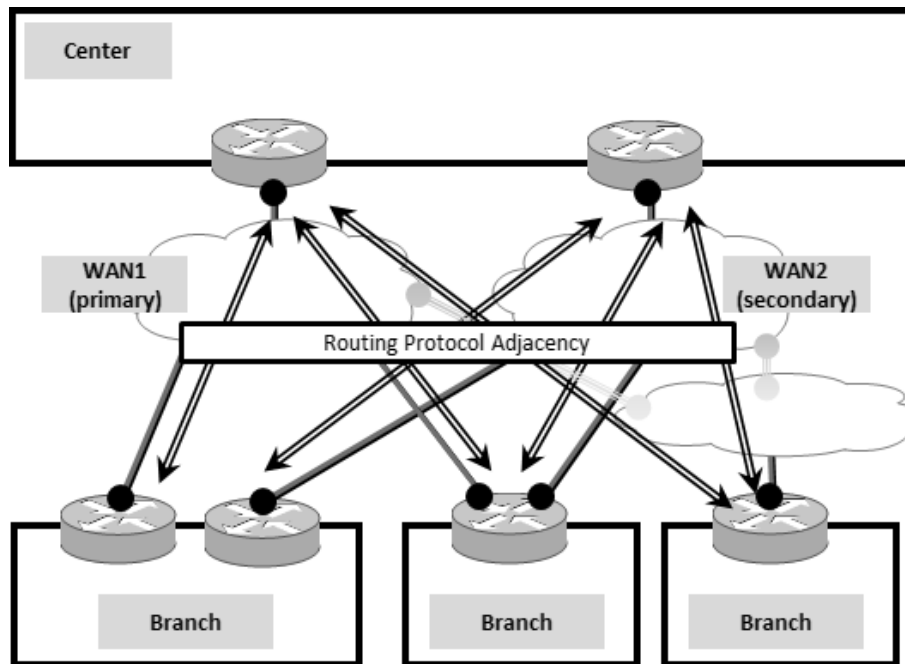 Center
WAN1
(primary)
WAN2
(secondary)
Routing Protocol Adjacency
Branch
Branch
Branch